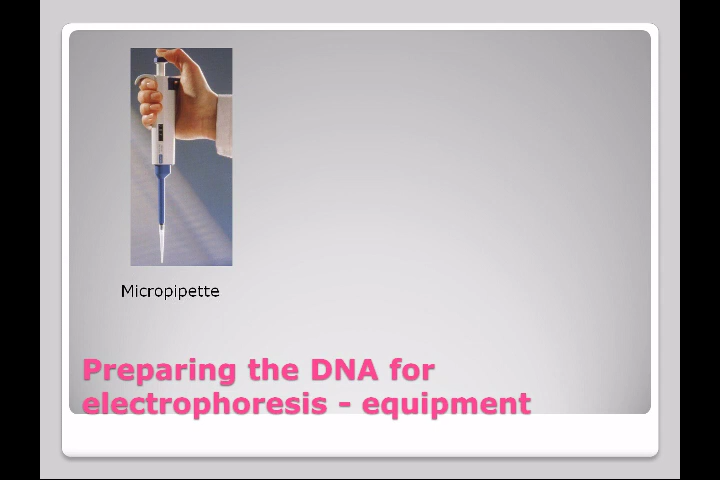 Micropipette
Preparing the DNA for
electrophoresis - equipment